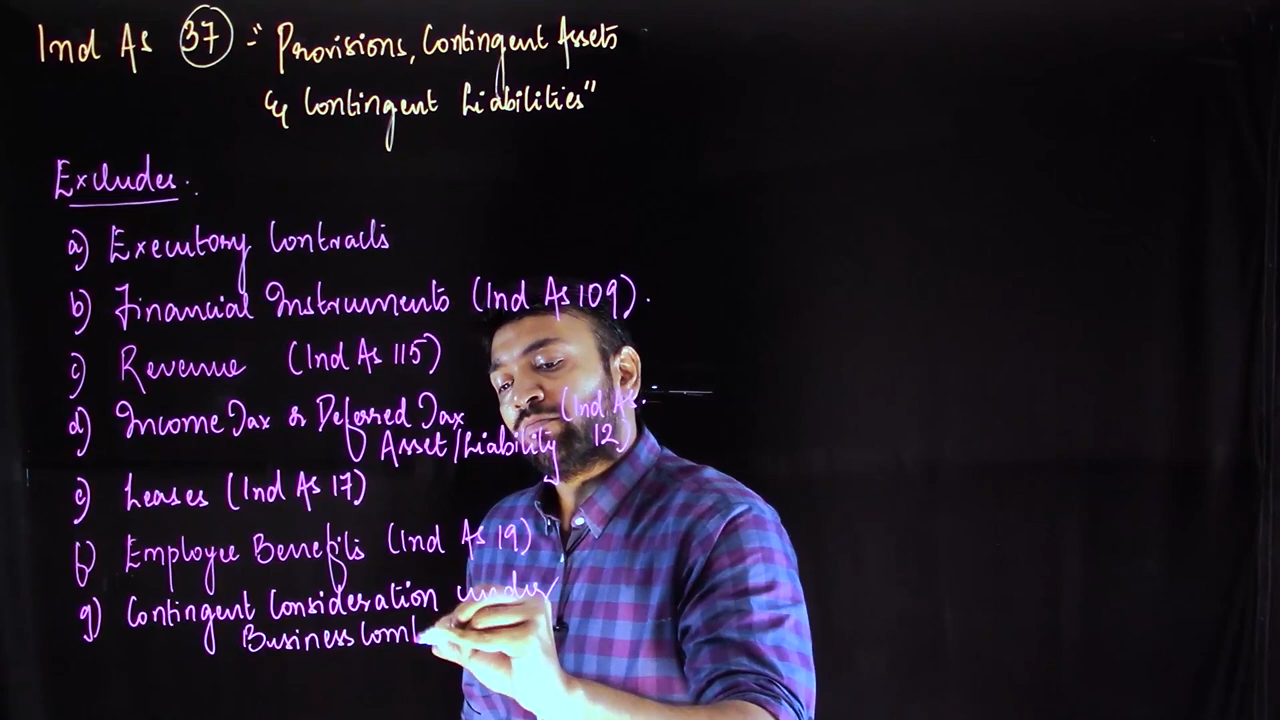 Ind As 37 :- "Provisions, Contingent Assets
& Contingent Liabilities"
Excludes :-
a) Executory Contracts
b) Financial Instruments (Ind As 109).
c) Revenue (Ind As 115)
d) Income Tax & Deferred Tax (Ind As.
Asset/Liability 12)
e) Leases (Ind As 17)
f) Employee Benefits (Ind As 19)
g) Contingent Consideration under
Business Comb